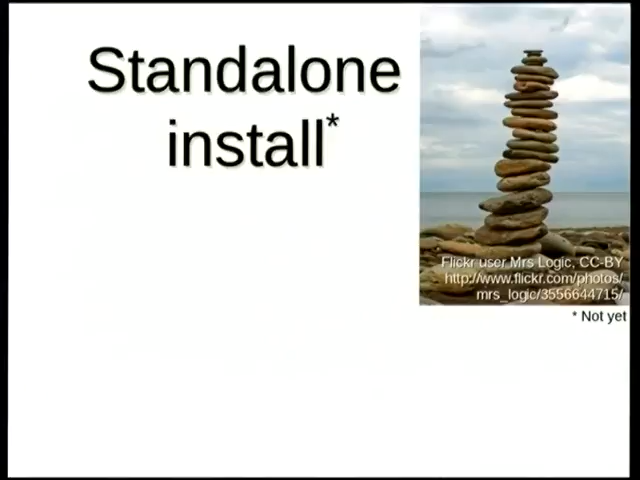 Standalone
install*
Flickr user Mrs Logic, CC-BY
http://www.flickr.com/photos/
mrs_logic/3556644715/
* Not yet